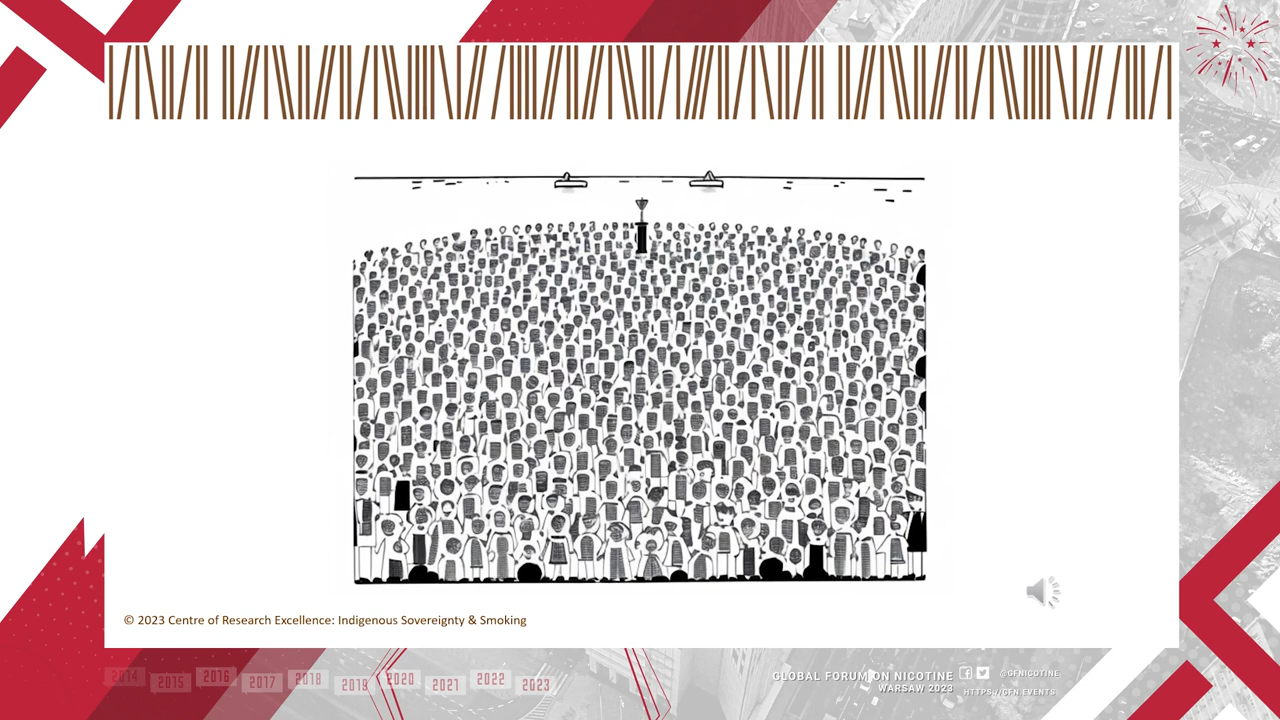 © 2023 Centre of Research Excellence: Indigenous Sovereignty & Smoking
2014
2015
2016
2017
2018
2019
2020
2021
2022
2023
GLOBAL FORUM ON NICOTINE
WARSAW 2023
@GFNICOTINE
HTTPS://GFN.EVENTS